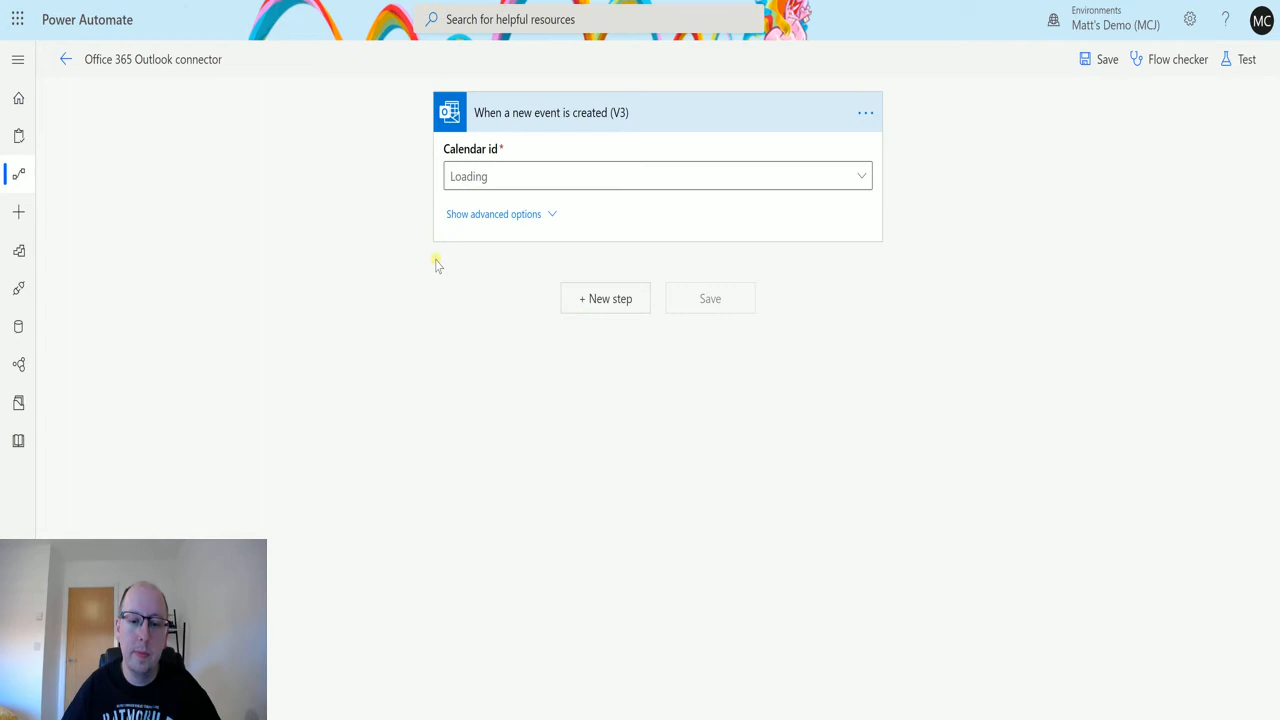 Power Automate
Search for helpful resources
Environments
Matt's Demo (MCJ)
MC
Office 365 Outlook connector
Save
Flow checker
Test
When a new event is created (V3)
Calendar id*
Loading
Show advanced options
+ New step
Save